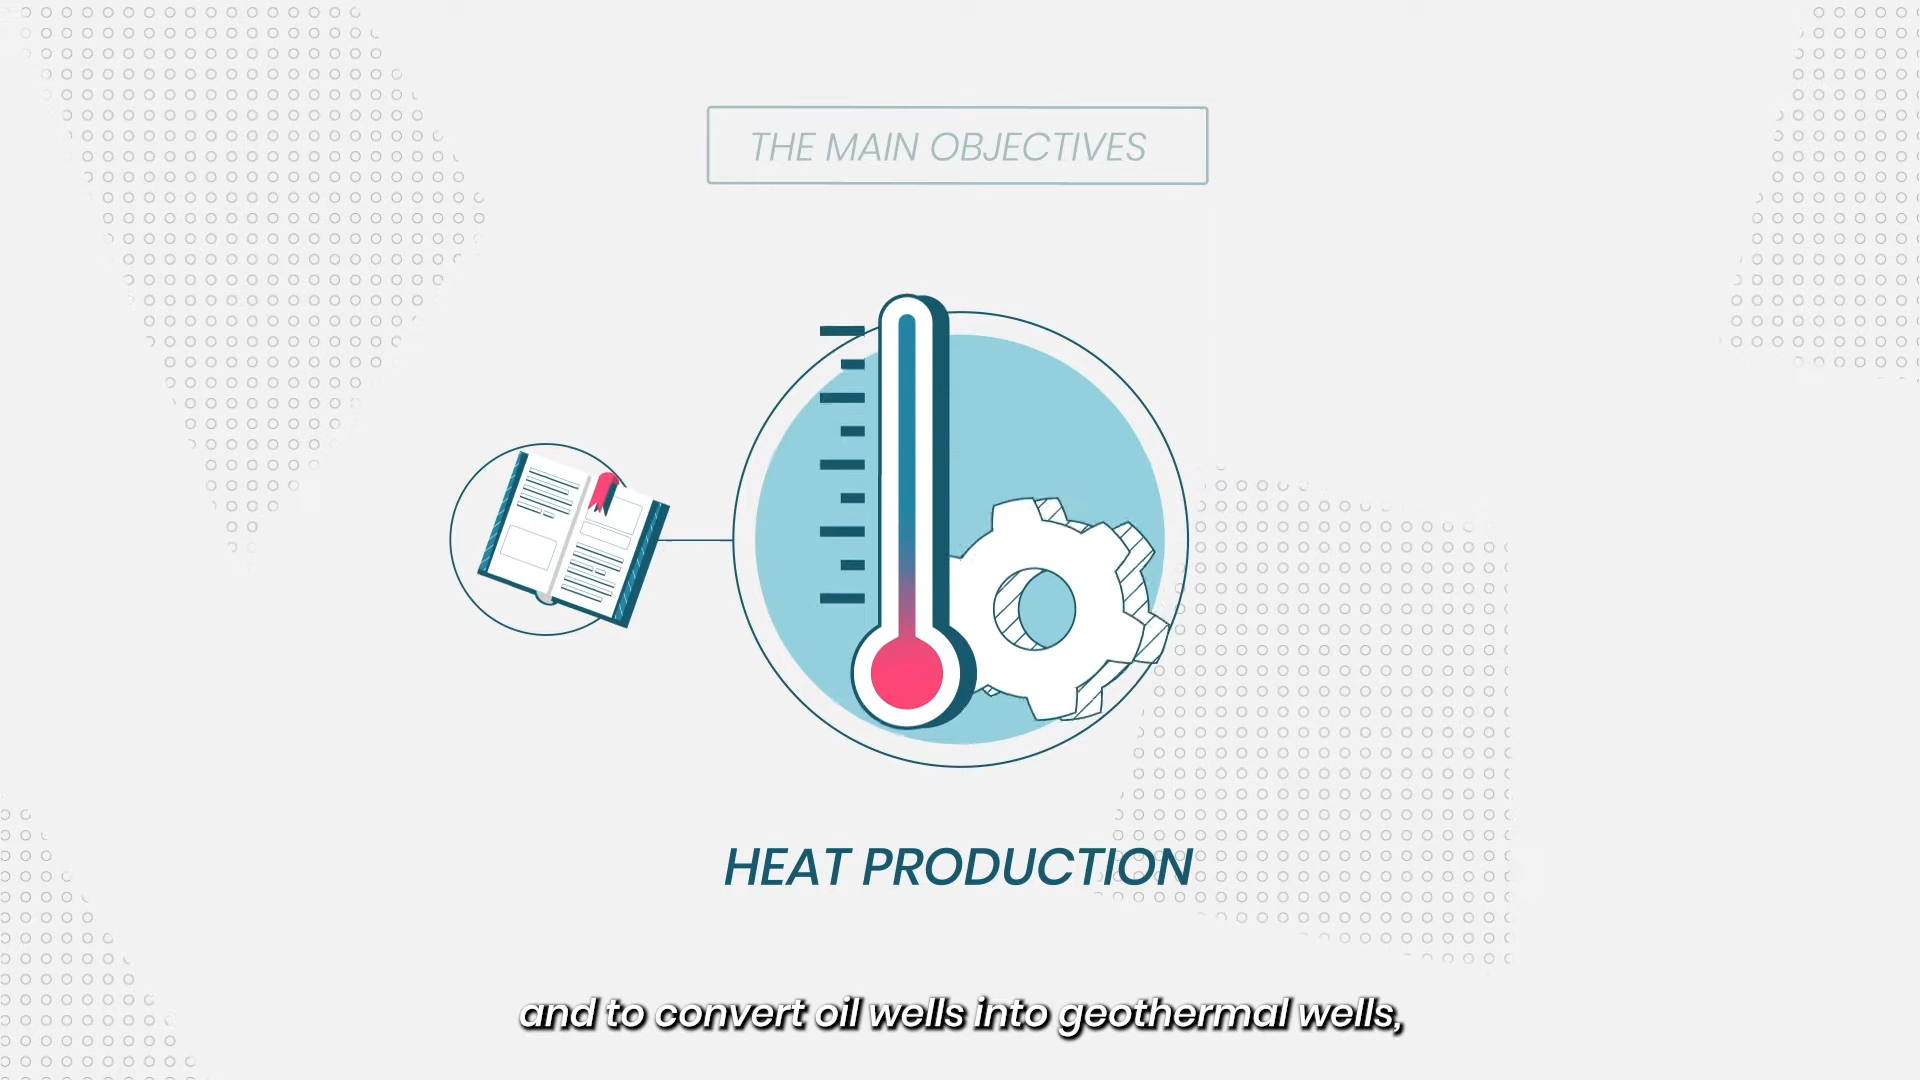 THE MAIN OBJECTIVES
HEAT PRODUCTION
and to convert oil wells into geothermal wells,